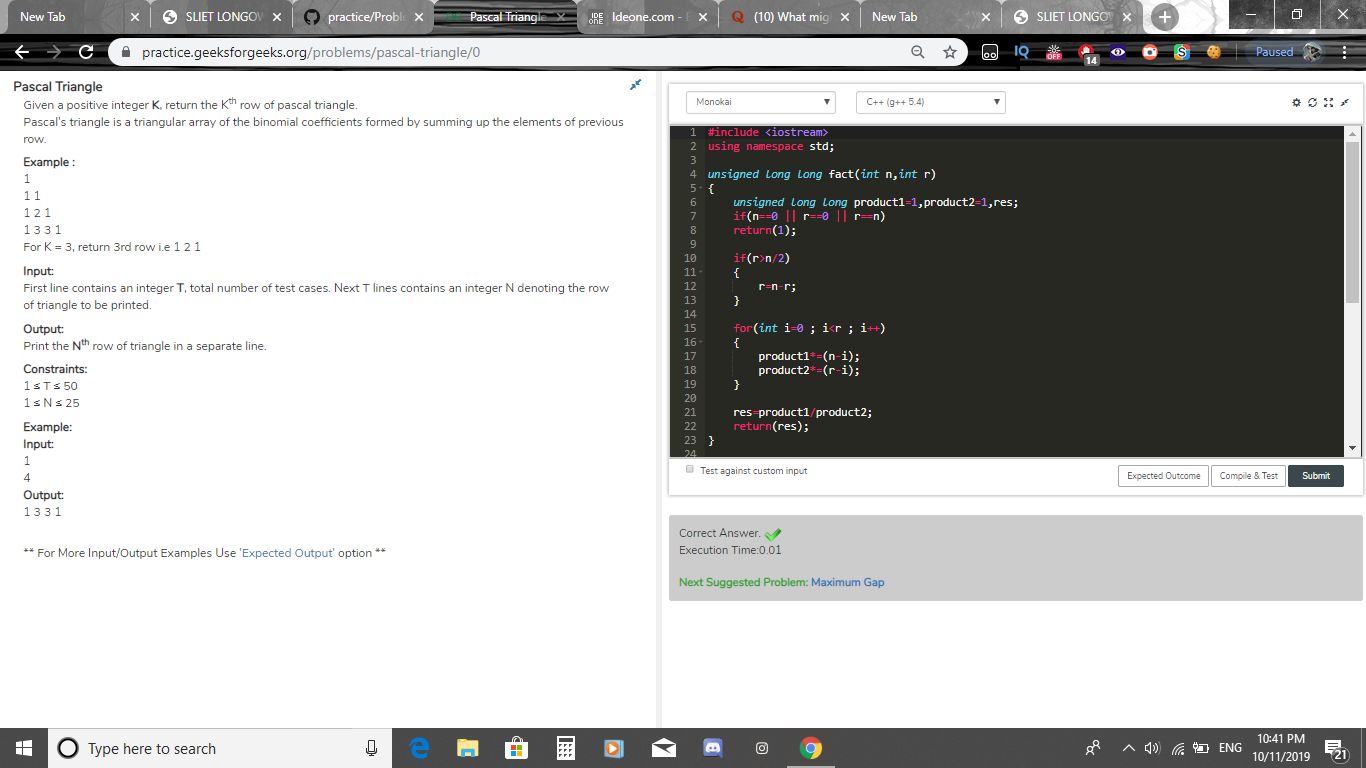 New Tab
SLIET LONGOV
practice/Probl
Pascal Triangle
Ideone.com -
(10) What mig
New Tab
SLIET LONGOV
practice.geeksforgeeks.org/problems/pascal-triangle/0
IQ
OFF
14
S
Paused
Pascal Triangle
Given a positive integer K, return the Kth row of pascal triangle.
Pascal's triangle is a triangular array of the binomial coefficients formed by summing up the elements of previous
row.
Example :
1
1 1
1 2 1
1 3 3 1
For K = 3, return 3rd row i.e 1 2 1
Input:
First line contains an integer T, total number of test cases. Next T lines contains an integer N denoting the row
of triangle to be printed.
Output:
Print the Nth row of triangle in a separate line.
Constraints:
1 ≤ T ≤ 50
1 ≤ N ≤ 25
Example:
Input:
1
4
Output:
1 3 3 1
** For More Input/Output Examples Use 'Expected Output' option **
Monokai
C++ (g++ 5.4)
1 #include <iostream>
2 using namespace std;
3
4 unsigned long long fact(int n,int r)
5 {
6 unsigned long long product1=1,product2=1,res;
7 if(n==0 || r==0 || r==n)
8 return(1);
9
10 if(r>n/2)
11 {
12 r=n-r;
13 }
14
15 for(int i=0 ; i<r ; i++)
16 {
17 product1*=(n-i);
18 product2*=(r-i);
19 }
20
21 res=product1/product2;
22 return(res);
23 }
24
Test against custom input
Expected Outcome
Compile & Test
Submit
Correct Answer.
Execution Time:0.01
Next Suggested Problem: Maximum Gap
Type here to search
ENG
10:41 PM
10/11/2019
21